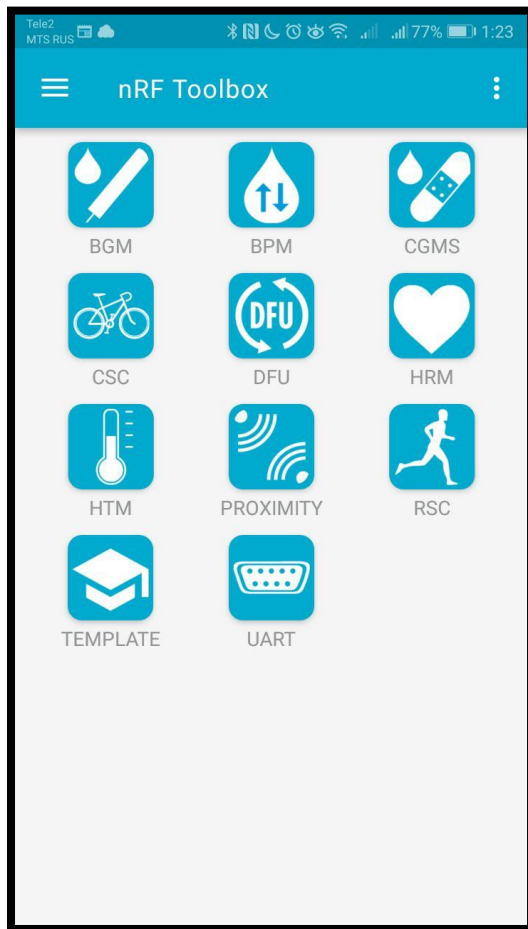 Tele2
MTS RUS
77% 1:23
nRF Toolbox
BGM BPM CGMS
DFU
CSC DFU HRM
HTM PROXIMITY RSC
TEMPLATE UART